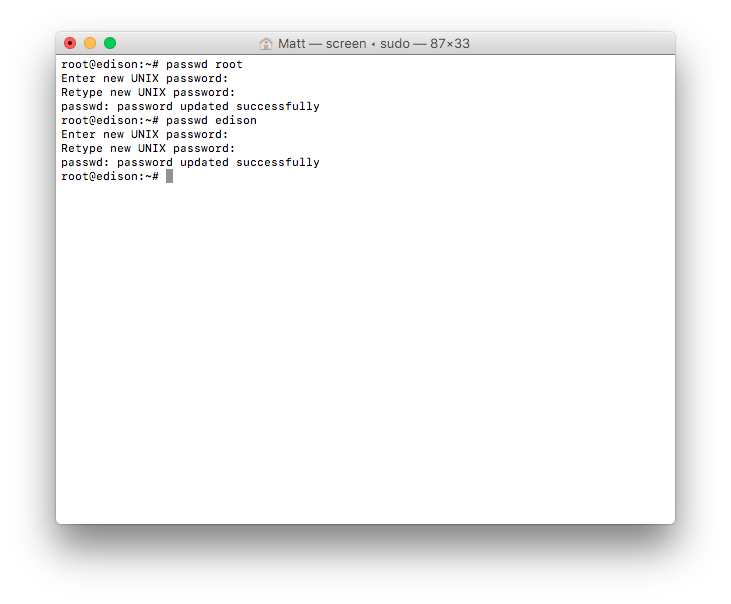 Matt — screen ◂ sudo — 87×33
root@edison:~# passwd root
Enter new UNIX password:
Retype new UNIX password:
passwd: password updated successfully
root@edison:~# passwd edison
Enter new UNIX password:
Retype new UNIX password:
passwd: password updated successfully
root@edison:~#